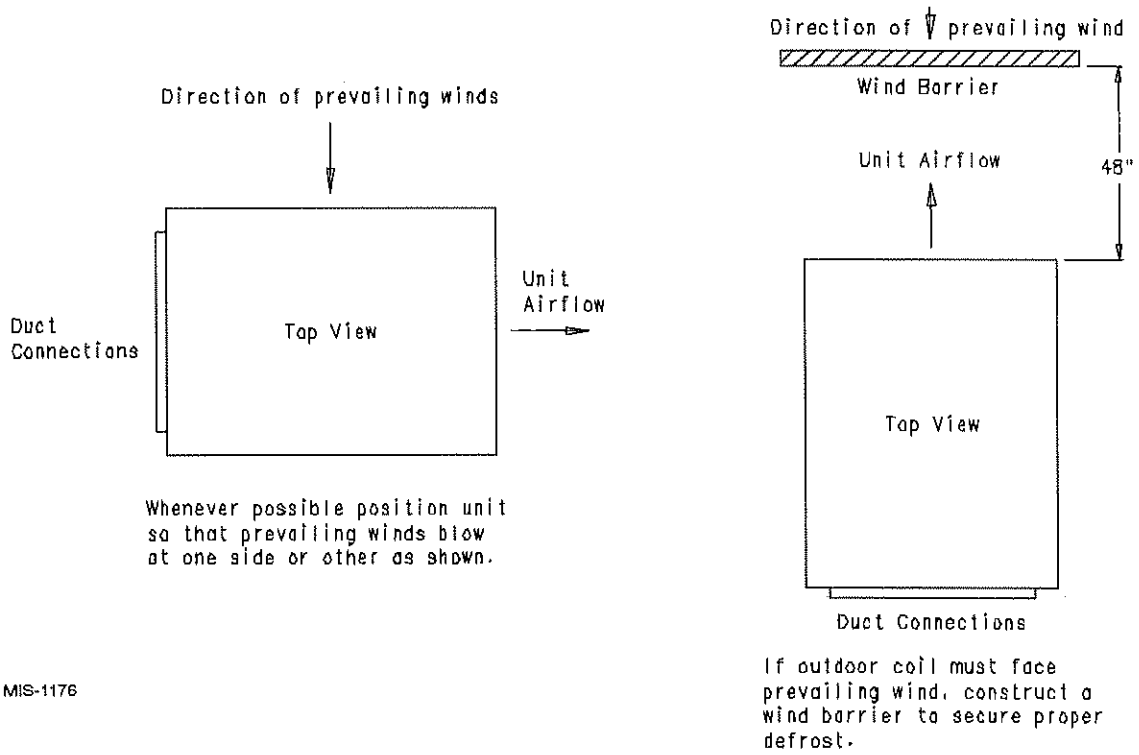 Direction of prevailing winds
Duct
Connections
Top View
Unit
Airflow
Whenever possible position unit
so that prevailing winds blow
at one side or other as shown.
MIS-1176
Direction of prevailing wind
Wind Barrier
Unit Airflow
48"
Top View
Duct Connections
If outdoor coil must face
prevailing wind, construct a
wind barrier to secure proper
defrost.